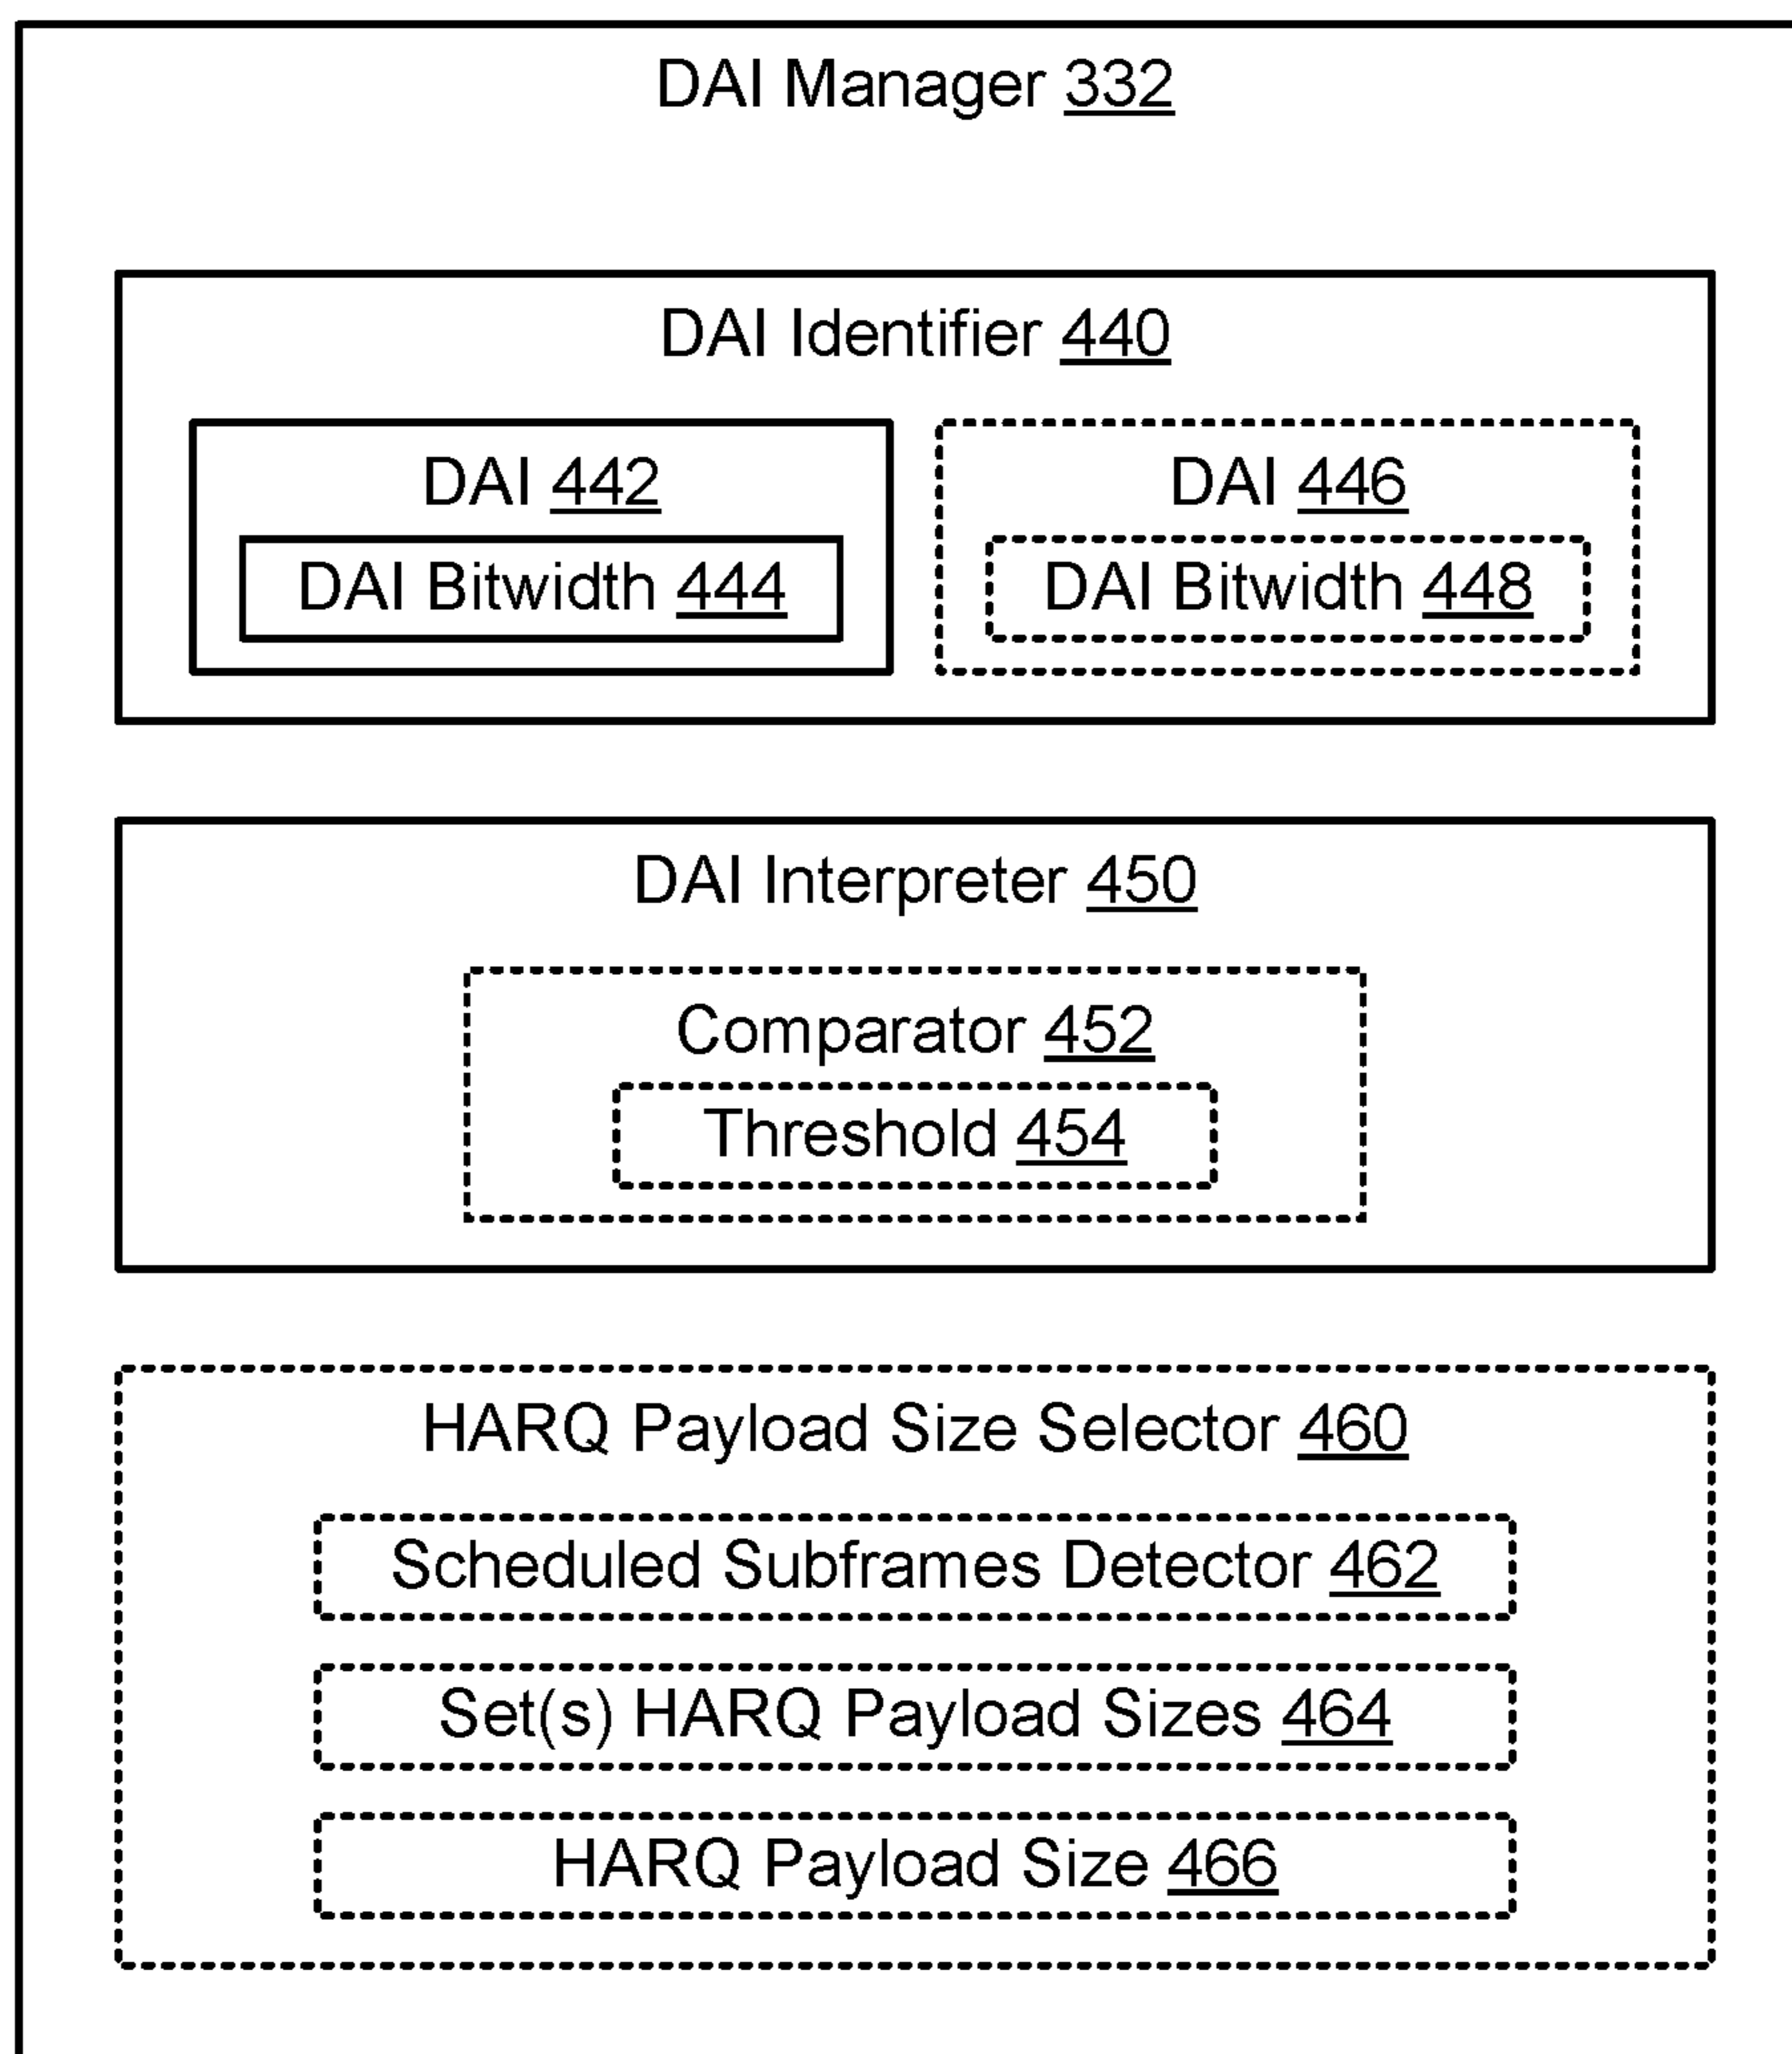 DAI Manager 332
DAI Identifier 440
DAI 442
DAI Bitwidth 444
DAI 446
DAI Bitwidth 448
DAI Interpreter 450
Comparator 452
Threshold 454
HARQ Payload Size Selector 460
Scheduled Subframes Detector 462
Set(s) HARQ Payload Sizes 464
HARQ Payload Size 466